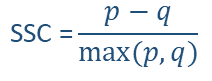 SSC = p − q / max(p, q)